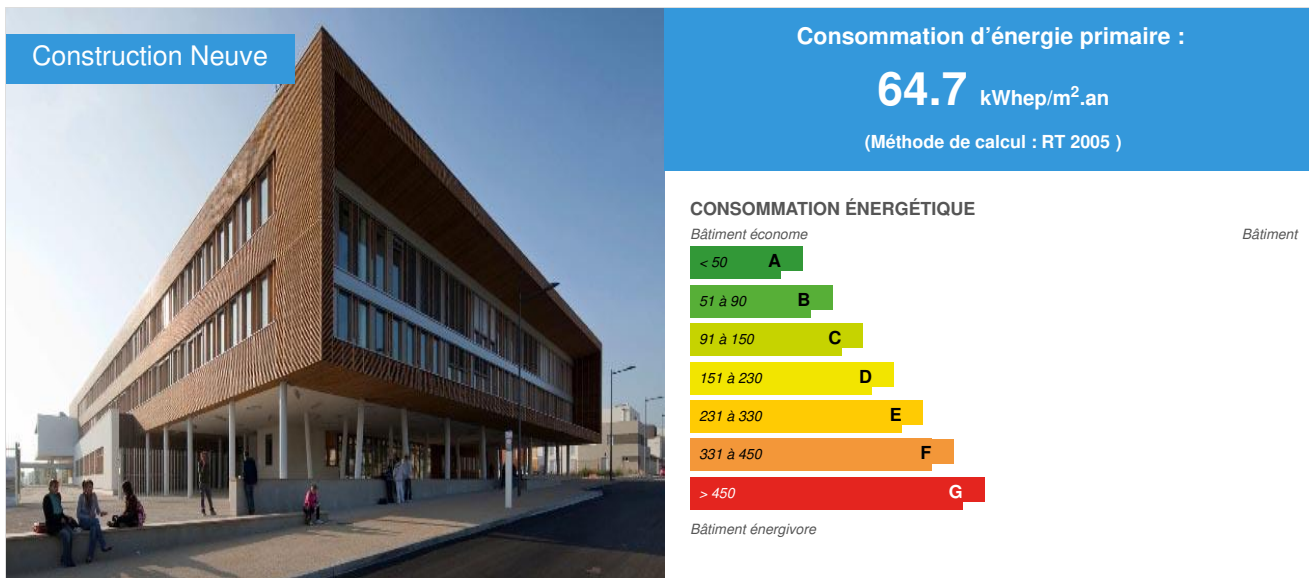 Construction Neuve
Consommation d'énergie primaire :
64.7 kWhep/m².an
(Méthode de calcul : RT 2005 )
CONSOMMATION ÉNERGÉTIQUE
Bâtiment économe
Bâtiment
< 50 A
51 à 90 B
91 à 150 C
151 à 230 D
231 à 330 E
331 à 450 F
> 450 G
Bâtiment énergivore